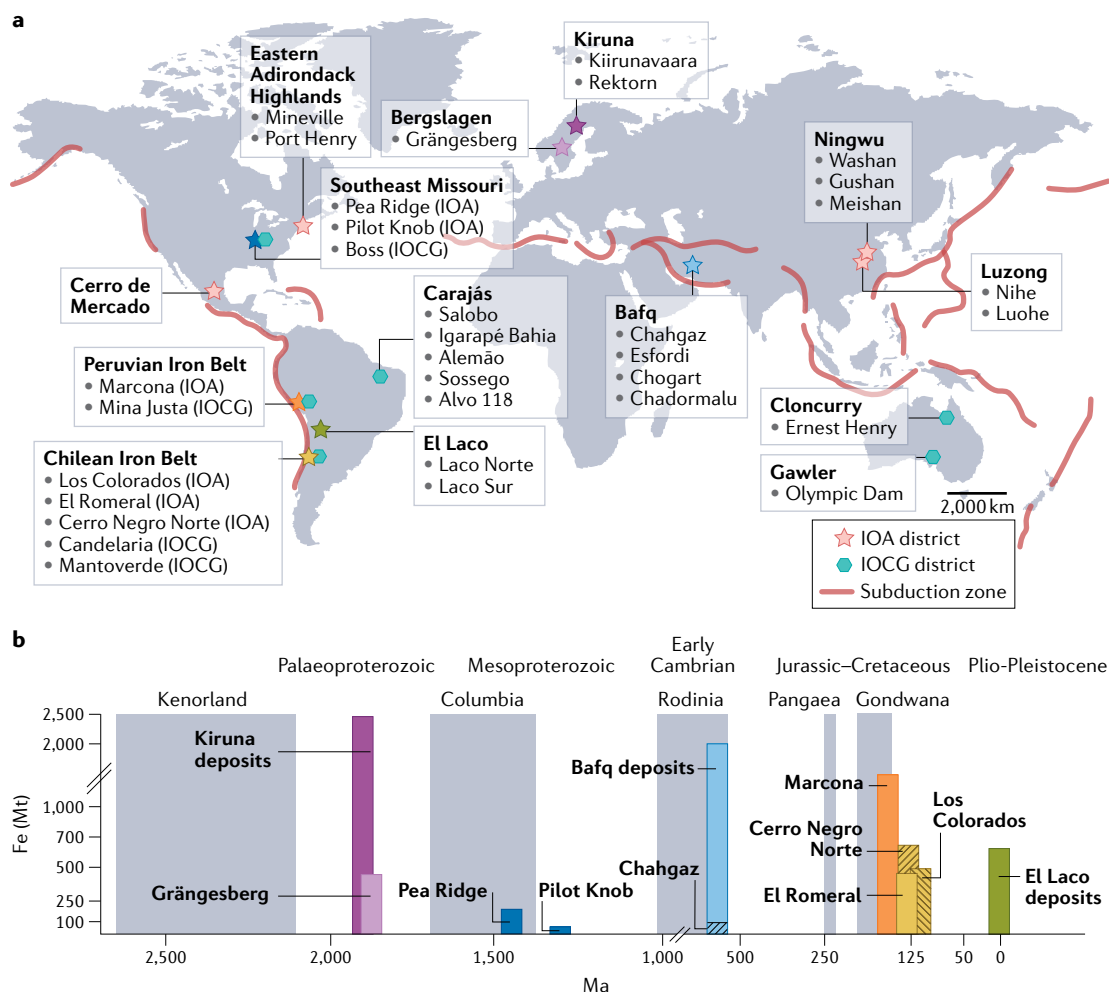 a
Eastern
Adirondack
Highlands
• Mineville
• Port Henry
Kiruna
• Kiirunavaara
• Rektorn
Bergslagen
• Grängesberg
Ningwu
• Washan
• Gushan
• Meishan
Southeast Missouri
• Pea Ridge (IOA)
• Pilot Knob (IOA)
• Boss (IOCG)
Cerro de
Mercado
Carajás
• Salobo
• Igarapé Bahia
• Alemão
• Sossego
• Alvo 118
Bafq
• Chahgaz
• Esfordi
• Chogart
• Chadormalu
Luzong
• Nihe
• Luohe
Peruvian Iron Belt
• Marcona (IOA)
• Mina Justa (IOCG)
Cloncurry
• Ernest Henry
El Laco
• Laco Norte
• Laco Sur
Chilean Iron Belt
• Los Colorados (IOA)
• El Romeral (IOA)
• Cerro Negro Norte (IOA)
• Candelaria (IOCG)
• Mantoverde (IOCG)
Gawler
• Olympic Dam
2,000 km
IOA district
IOCG district
Subduction zone
b
Palaeoproterozoic
Mesoproterozoic
Early
Cambrian
Jurassic–Cretaceous
Plio-Pleistocene
Kenorland
Columbia
Rodinia
Pangaea
Gondwana
Fe (Mt)
2,500
2,000
1,000
700
500
250
100
Kiruna
deposits
Grängesberg
Pea Ridge
Pilot Knob
Bafq deposits
Chahgaz
Marcona
Cerro Negro
Norte
El Romeral
Los
Colorados
El Laco
deposits
2,500
2,000
1,500
1,000
500
250
125
50
0
Ma